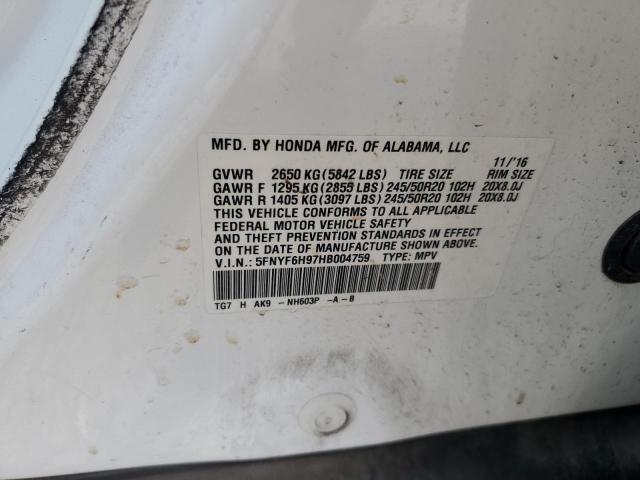 MFD. BY HONDA MFG. OF ALABAMA, LLC 11/'16
GVWR 2650 KG (5842 LBS) TIRE SIZE RIM SIZE
GAWR F 1295 KG (2859 LBS) 245/50R20 102H 20X8.0J
GAWR R 1405 KG (3097 LBS) 245/50R20 102H 20X8.0J
THIS VEHICLE CONFORMS TO ALL APPLICABLE
FEDERAL MOTOR VEHICLE SAFETY
AND THEFT PREVENTION STANDARDS IN EFFECT
ON THE DATE OF MANUFACTURE SHOWN ABOVE.
V.I.N.: 5FNYF6H97HB004759 TYPE: MPV
TG7 H AK9 -NH603P -A-B